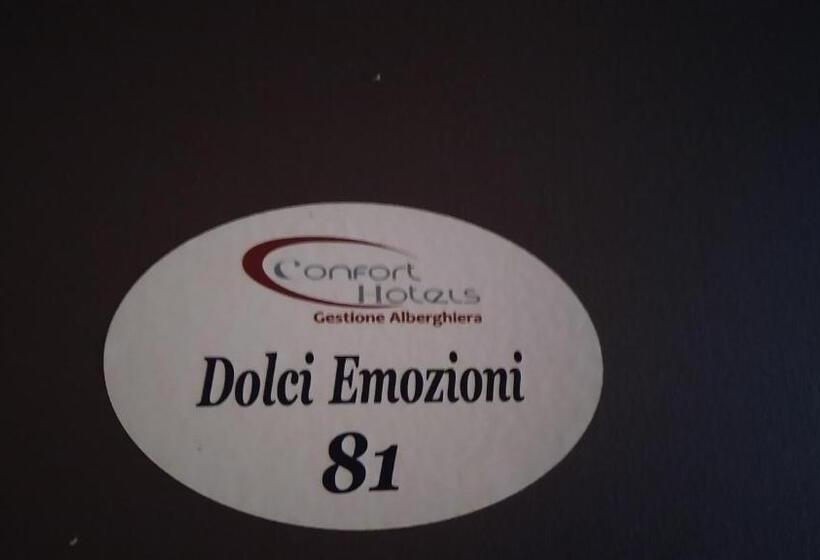 Confort
Hotels
Gestione Alberghiera
Dolci Emozioni
81